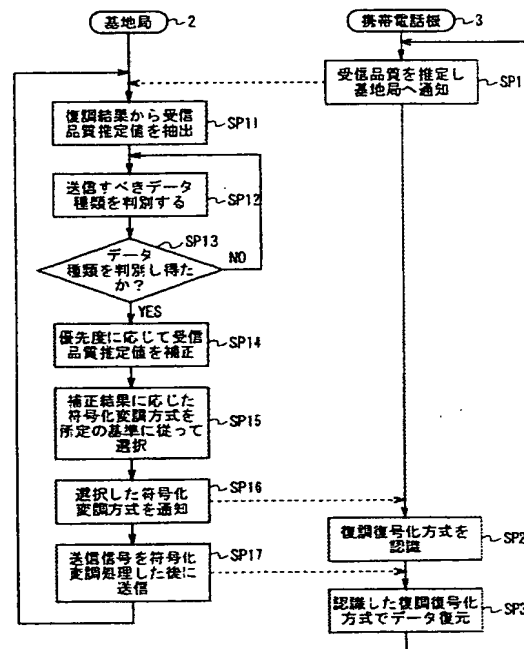 基地局
2
復調結果から受信
品質推定値を抽出
SP11
送信すべきデータ
種類を判別する
SP12
データ
種類を判別し得た
か?
SP13
NO
YES
優先度に応じて受信
品質推定値を補正
SP14
補正結果に応じた
符号化変調方式を
所定の基準に従って
選択
SP15
選択した符号化
変調方式を通知
SP16
送信信号を符号化
変調処理した後に
送信
SP17
携帯電話機
3
受信品質を推定し
基地局へ通知
SP1
復調復号化方式を
認識
SP2
認識した復調復号化
方式でデータ復元
SP3